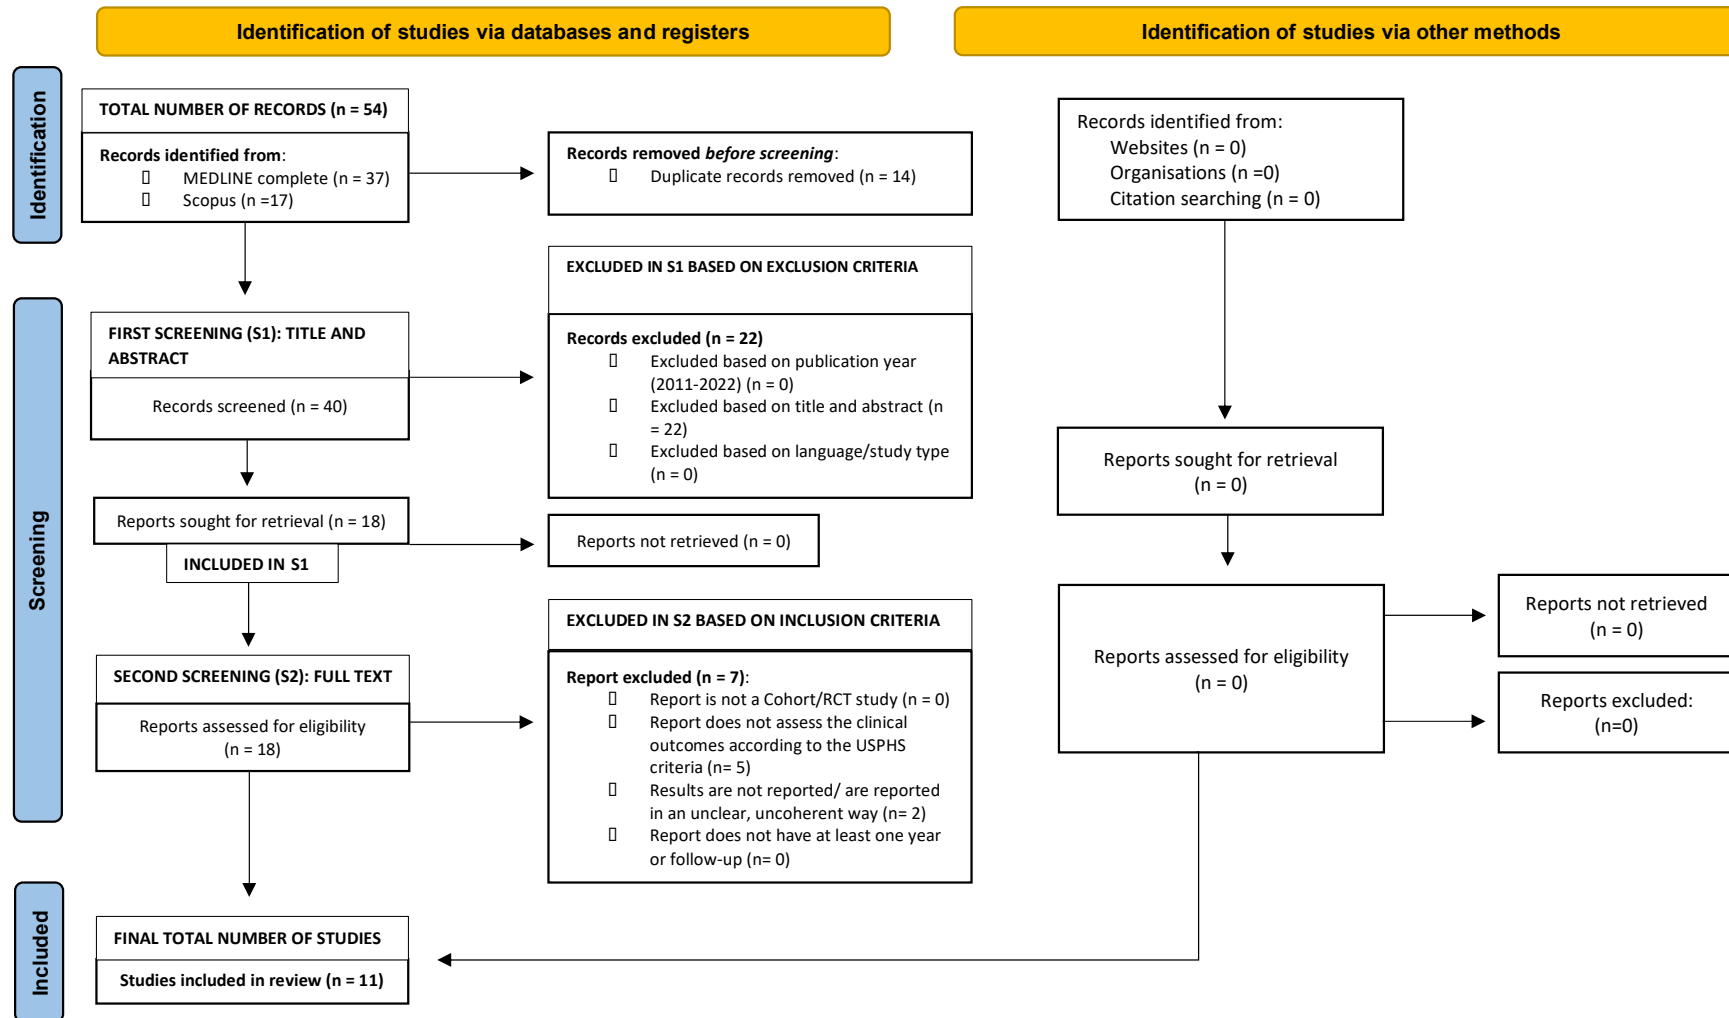 Identification of studies via databases and registers
Identification of studies via other methods
Identification
TOTAL NUMBER OF RECORDS (n = 54)
Records identified from:
MEDLINE complete (n = 37)
Scopus (n =17)
Records removed before screening:
Duplicate records removed (n = 14)
Records identified from:
Websites (n = 0)
Organisations (n =0)
Citation searching (n = 0)
Screening
FIRST SCREENING (S1): TITLE AND
ABSTRACT
Records screened (n = 40)
EXCLUDED IN S1 BASED ON EXCLUSION CRITERIA
Records excluded (n = 22)
Excluded based on publication year
(2011-2022) (n = 0)
Excluded based on title and abstract (n
= 22)
Excluded based on language/study type
(n = 0)
Reports sought for retrieval (n = 18)
INCLUDED IN S1
Reports not retrieved (n = 0)
Reports sought for retrieval
(n = 0)
SECOND SCREENING (S2): FULL TEXT
Reports assessed for eligibility
(n = 18)
EXCLUDED IN S2 BASED ON INCLUSION CRITERIA
Report excluded (n = 7):
Report is not a Cohort/RCT study (n = 0)
Report does not assess the clinical
outcomes according to the USPHS
criteria (n= 5)
Results are not reported/ are reported
in an unclear, uncoherent way (n= 2)
Report does not have at least one year
or follow-up (n= 0)
Reports assessed for eligibility
(n = 0)
Reports not retrieved
(n = 0)
Reports excluded:
(n=0)
Included
FINAL TOTAL NUMBER OF STUDIES
Studies included in review (n = 11)